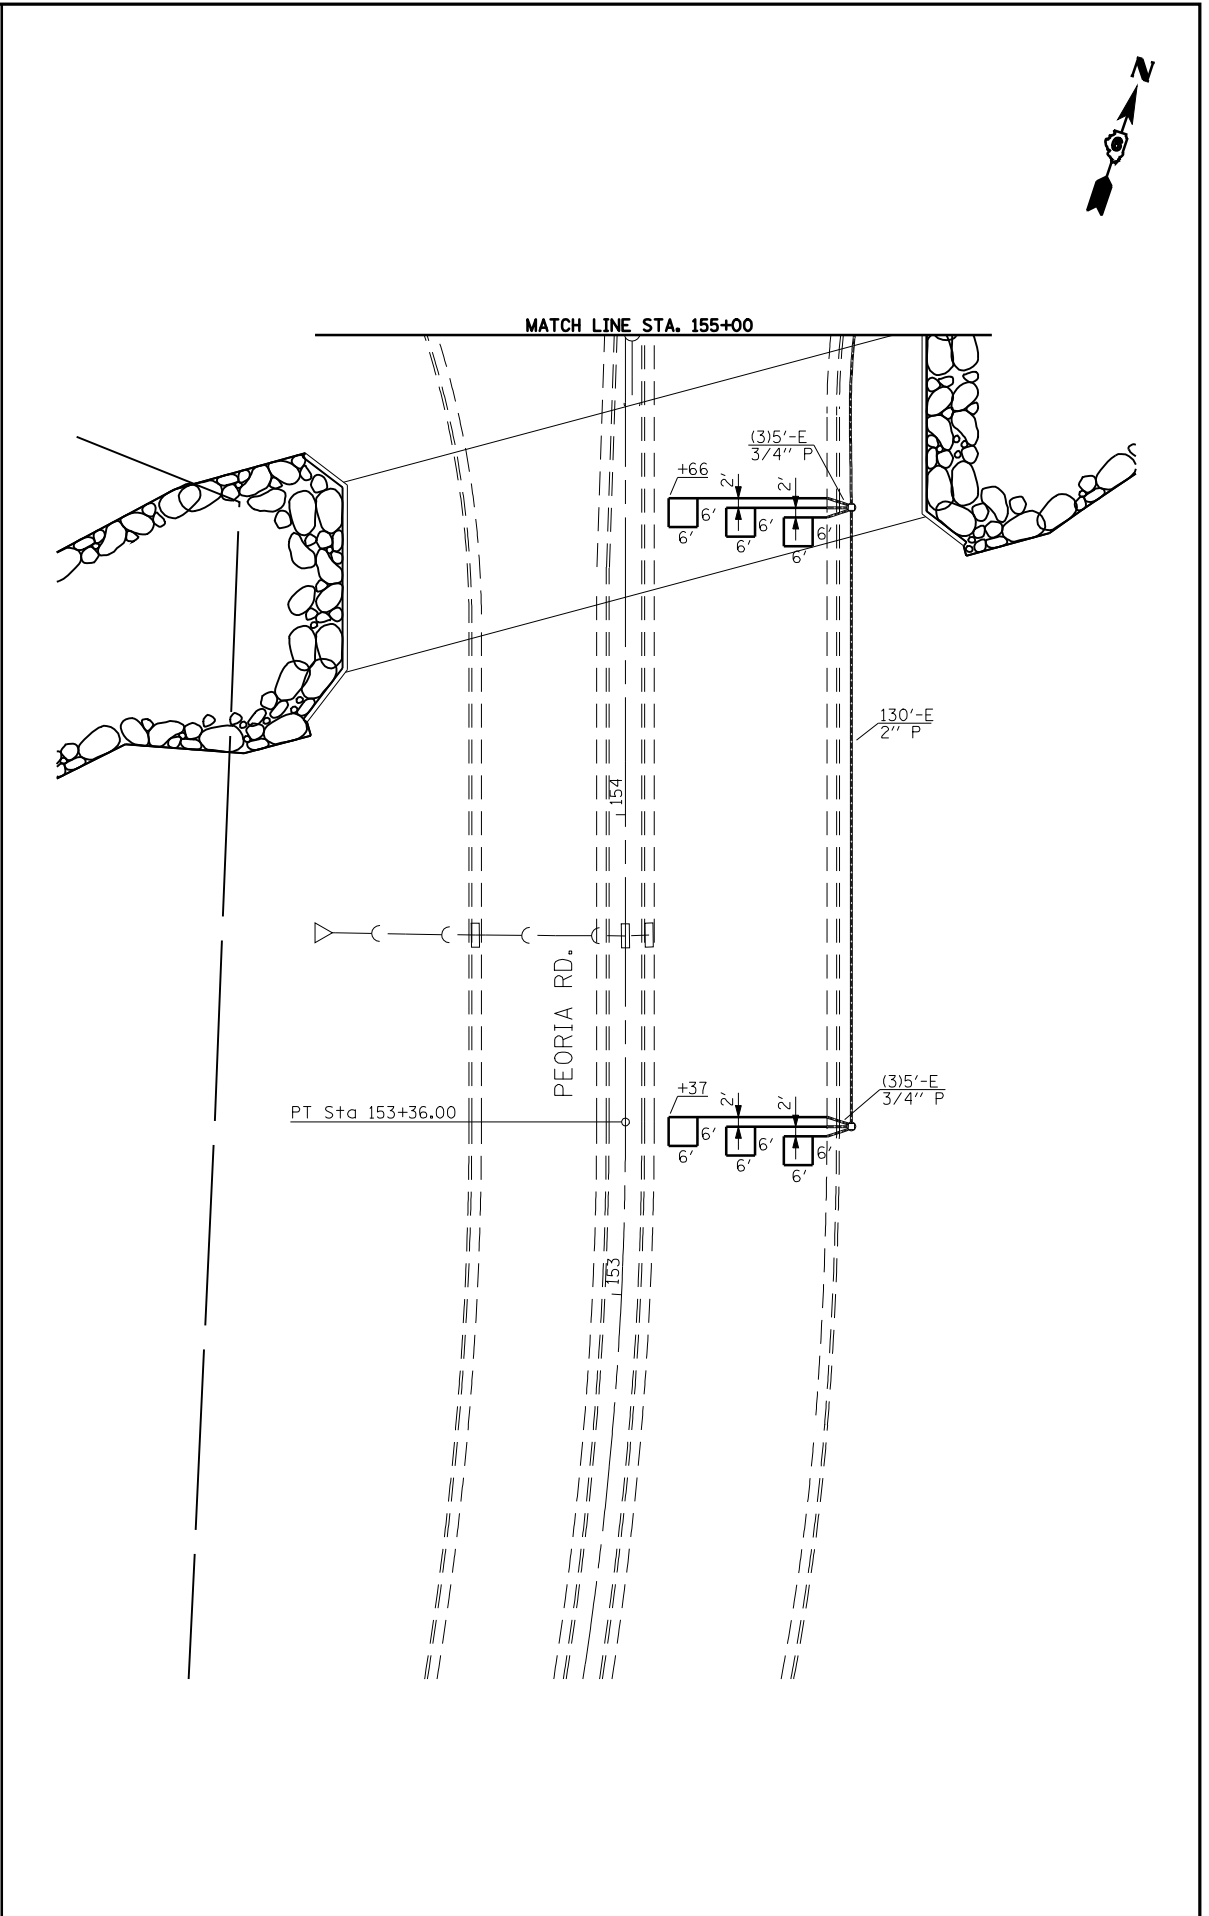 N
6
MATCH LINE STA. 155+00
(3)5'-E
3/4" P
+66
2'
2'
6'
6'
6'
6'
6'
6'
130'-E
2" P
154
PEORIA RD.
(3)5'-E
3/4" P
+37
2'
2'
PT Sta 153+36.00
6'
6'
6'
6'
6'
6'
153